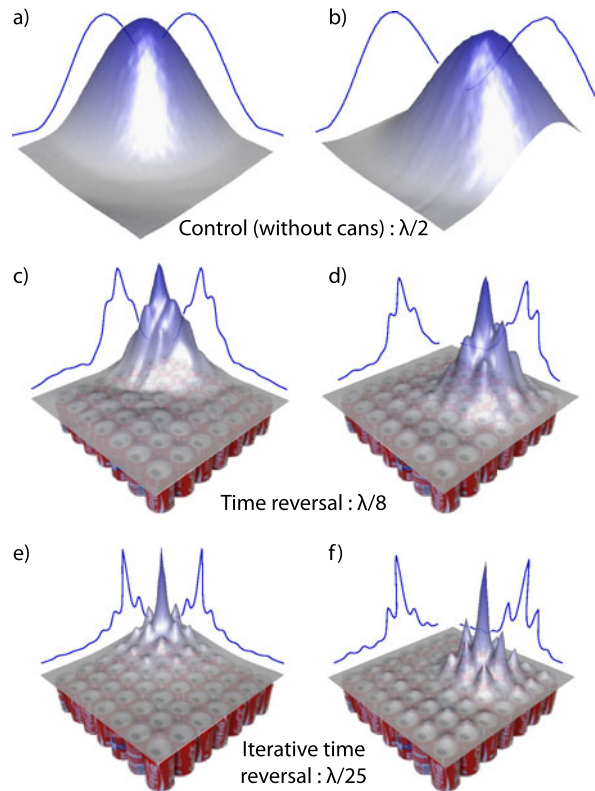 a)
b)
Control (without cans) : λ/2
c)
d)
Time reversal : λ/8
e)
f)
Iterative time
reversal : λ/25